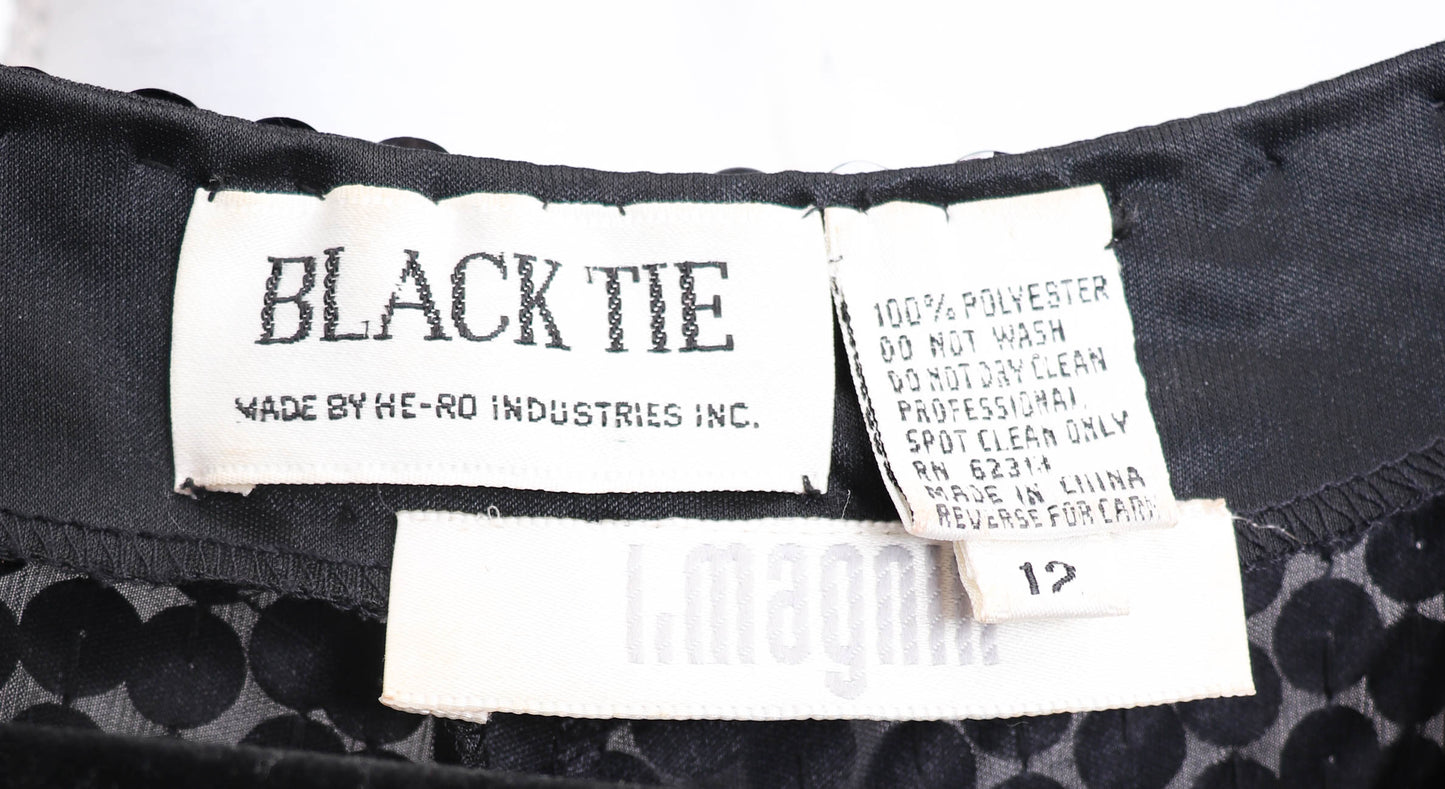 BLACK TIE
MADE BY HE-RO INDUSTRIES INC.
100% POLYESTER
DO NOT WASH
DO NOT DRY CLEAN
PROFESSIONAL
SPOT CLEAN ONLY
RN
MADE IN CHINA
REVERSE FOR CARE
12